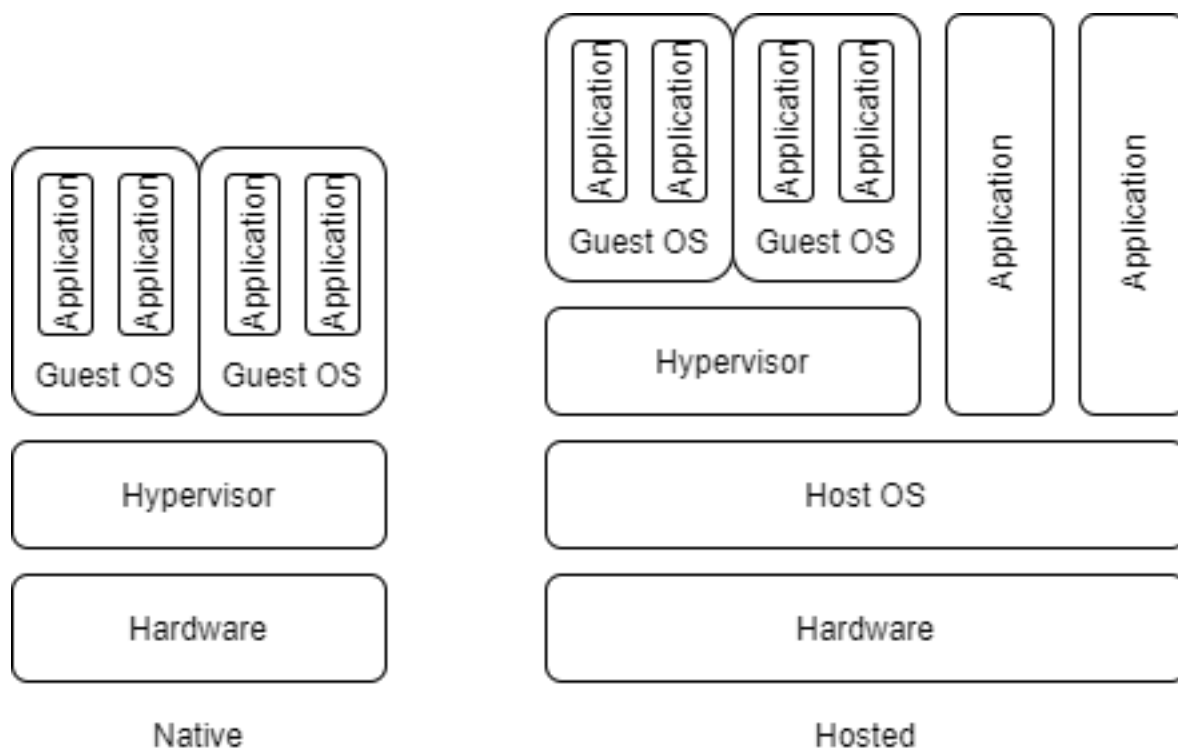 Application
Application
Guest OS
Application
Application
Guest OS
Hypervisor
Hardware
Native
Application
Application
Guest OS
Application
Application
Guest OS
Hypervisor
Application
Application
Host OS
Hardware
Hosted